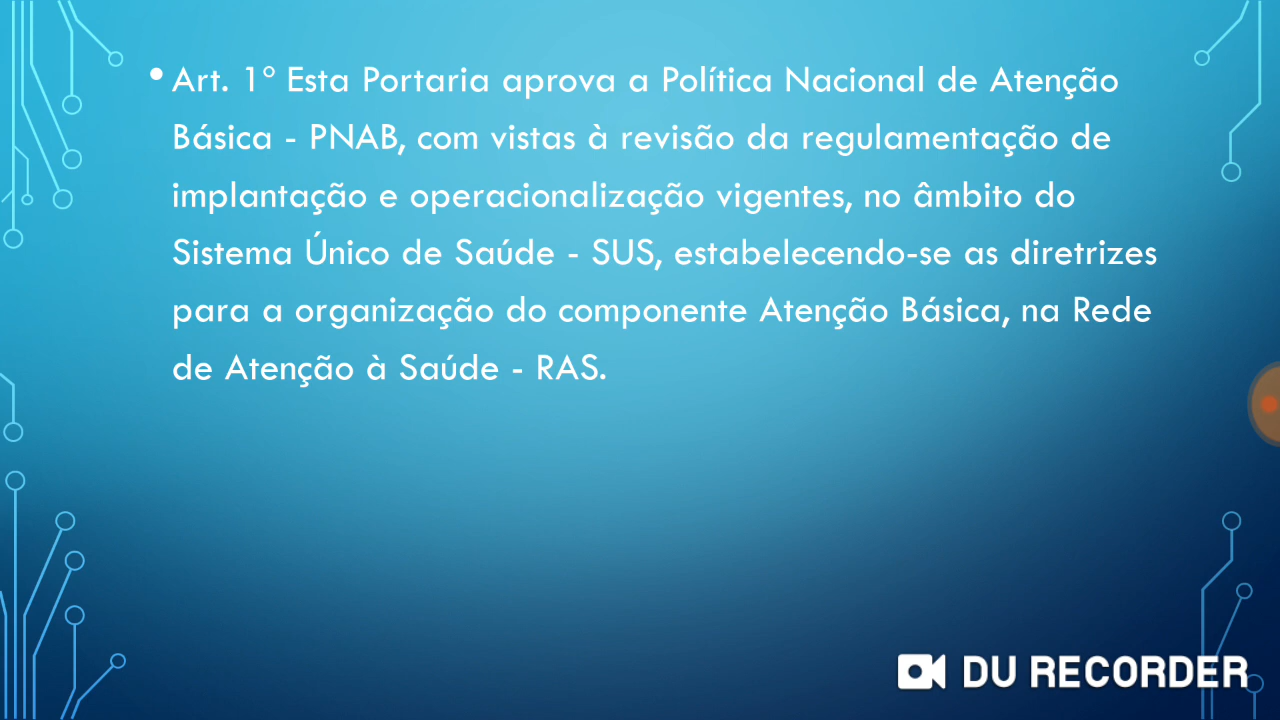 • Art. 1º Esta Portaria aprova a Política Nacional de Atenção
Básica - PNAB, com vistas à revisão da regulamentação de
implantação e operacionalização vigentes, no âmbito do
Sistema Único de Saúde - SUS, estabelecendo-se as diretrizes
para a organização do componente Atenção Básica, na Rede
de Atenção à Saúde - RAS.
DU RECORDER